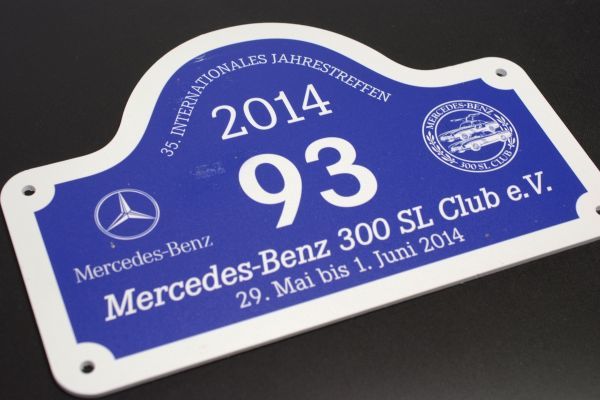 35. INTERNATIONALES JAHRESTREFFEN
2014
93
MERCEDES-BENZ
300 SL CLUB
Mercedes-Benz
Mercedes-Benz 300 SL Club e.V.
29. Mai bis 1. Juni 2014